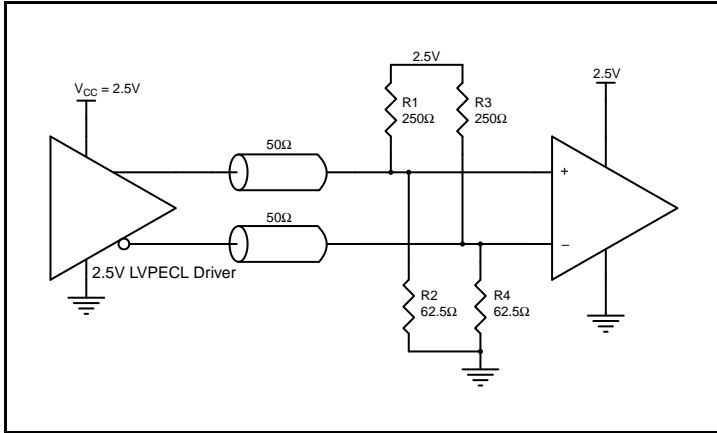 2.5V
V_CC = 2.5V
2.5V
R1
250Ω
R3
250Ω
50Ω
+
50Ω
−
2.5V LVPECL Driver
R2
62.5Ω
R4
62.5Ω